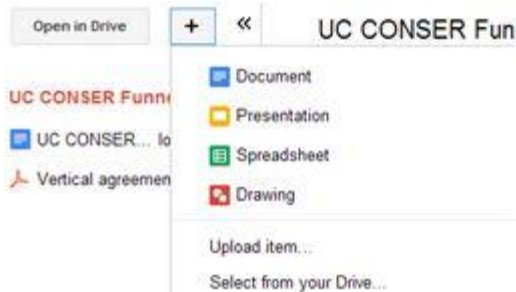 Open in Drive + « UC CONSER Fun
Document
UC CONSER Funn
Presentation
UC CONSER... lo
Spreadsheet
Vertical agreemen
Drawing
Upload item...
Select from your Drive...